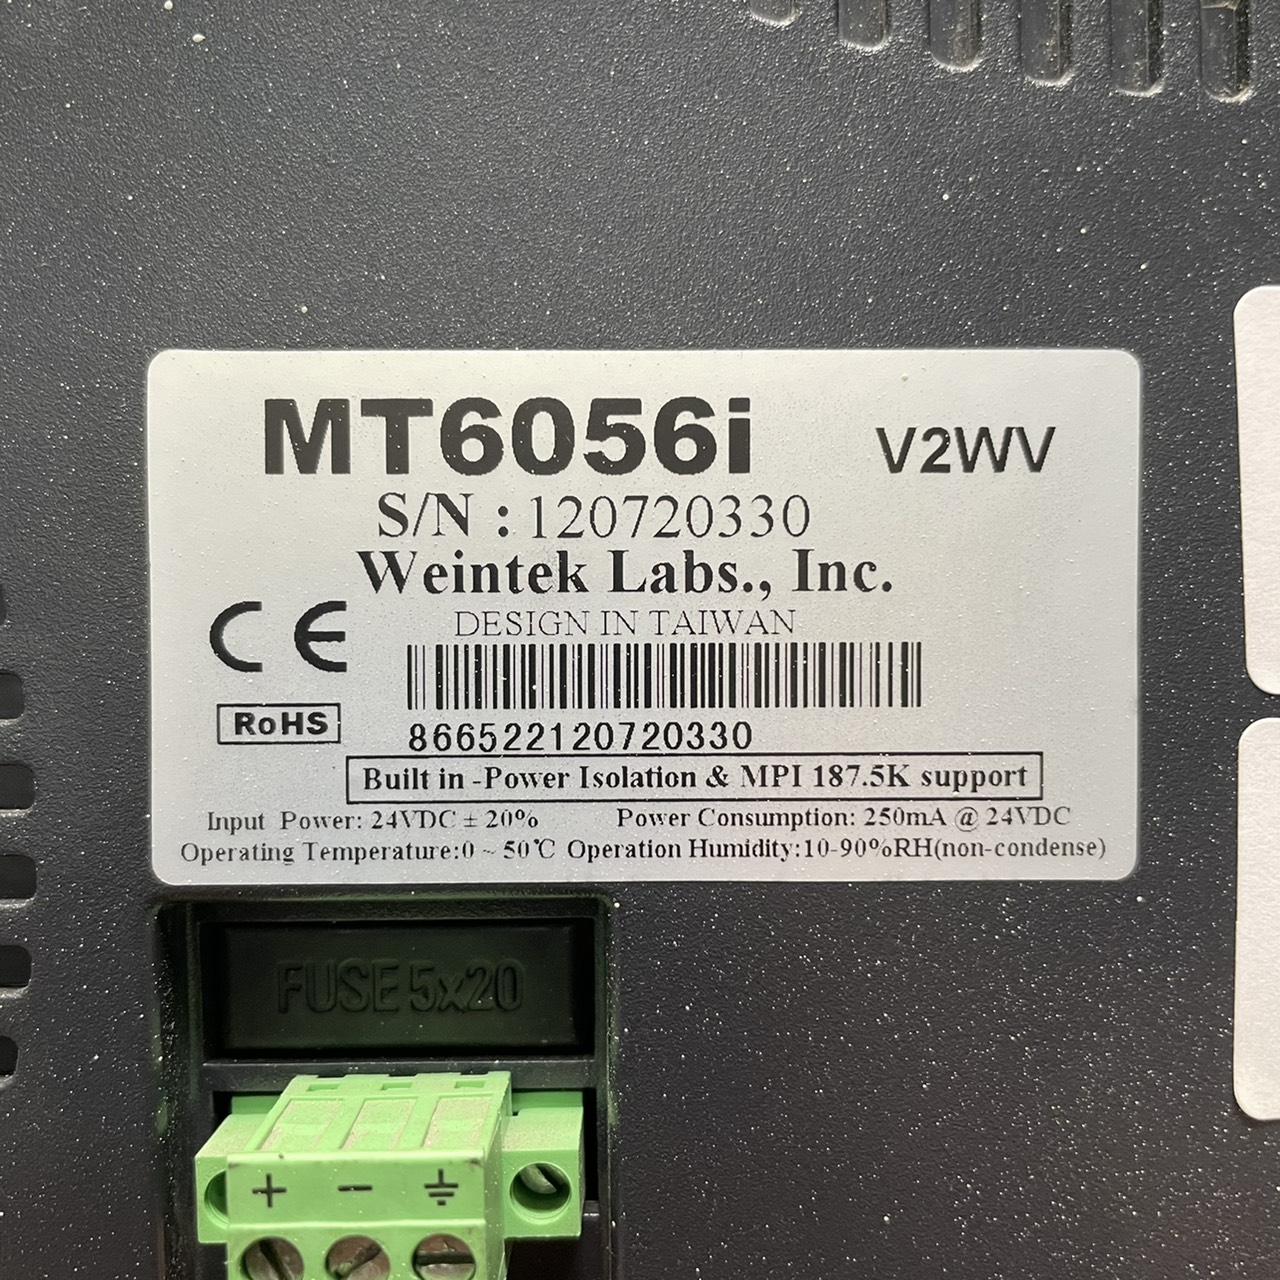 MT6056i V2WV
S/N : 120720330
Weintek Labs., Inc.
DESIGN IN TAIWAN
CE
RoHS
866522120720330
Built in -Power Isolation & MPI 187.5K support
Input Power: 24VDC ± 20% Power Consumption: 250mA @ 24VDC
Operating Temperature:0 ~ 50℃ Operation Humidity:10-90%RH(non-condense)
FUSE 5x20
+ − ⏚